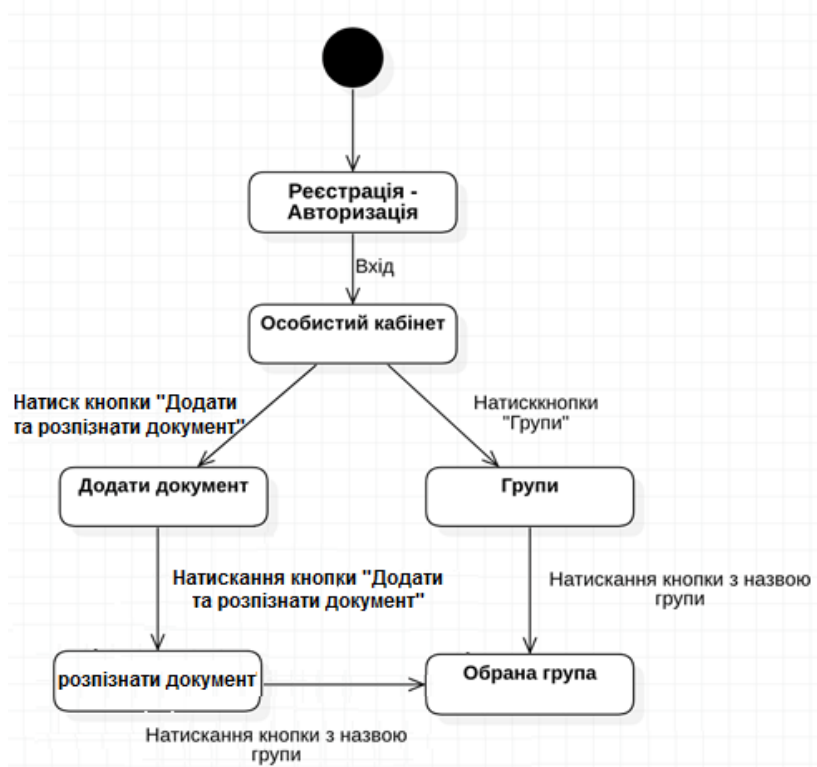 Реєстрація -
Авторизація
Вхід
Особистий кабінет
Натиск кнопки "Додати
та розпізнати документ"
Натисккнопки
"Групи"
Додати документ
Групи
Натискання кнопки "Додати
та розпізнати документ"
Натискання кнопки з назвою
групи
розпізнати документ
Обрана група
Натискання кнопки з назвою
групи